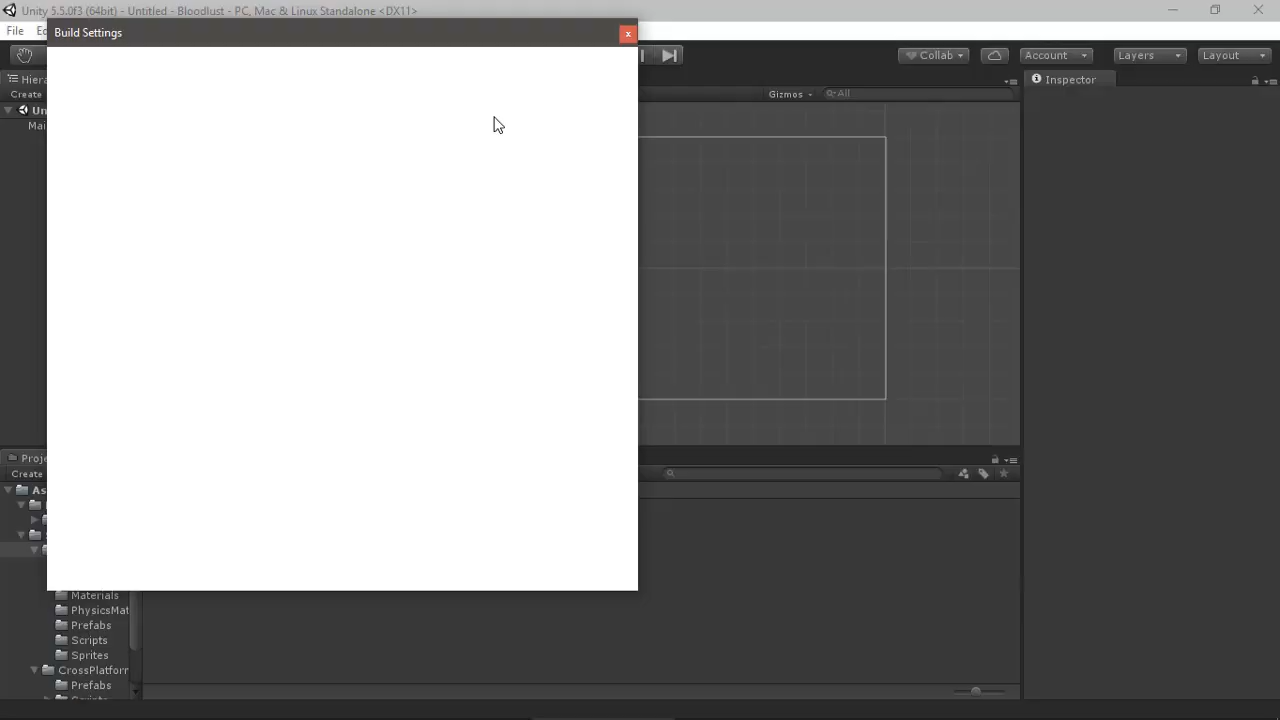 Unity 5.5.0f3 (64bit) - Untitled - Bloodlust - PC, Mac & Linux Standalone <DX11>
File
Build Settings
x
Collab
Account
Layers
Layout
Inspector
Create
Gizmos
All
Create
Materials
PhysicsMat
Prefabs
Scripts
Sprites
CrossPlatforr
Prefabs